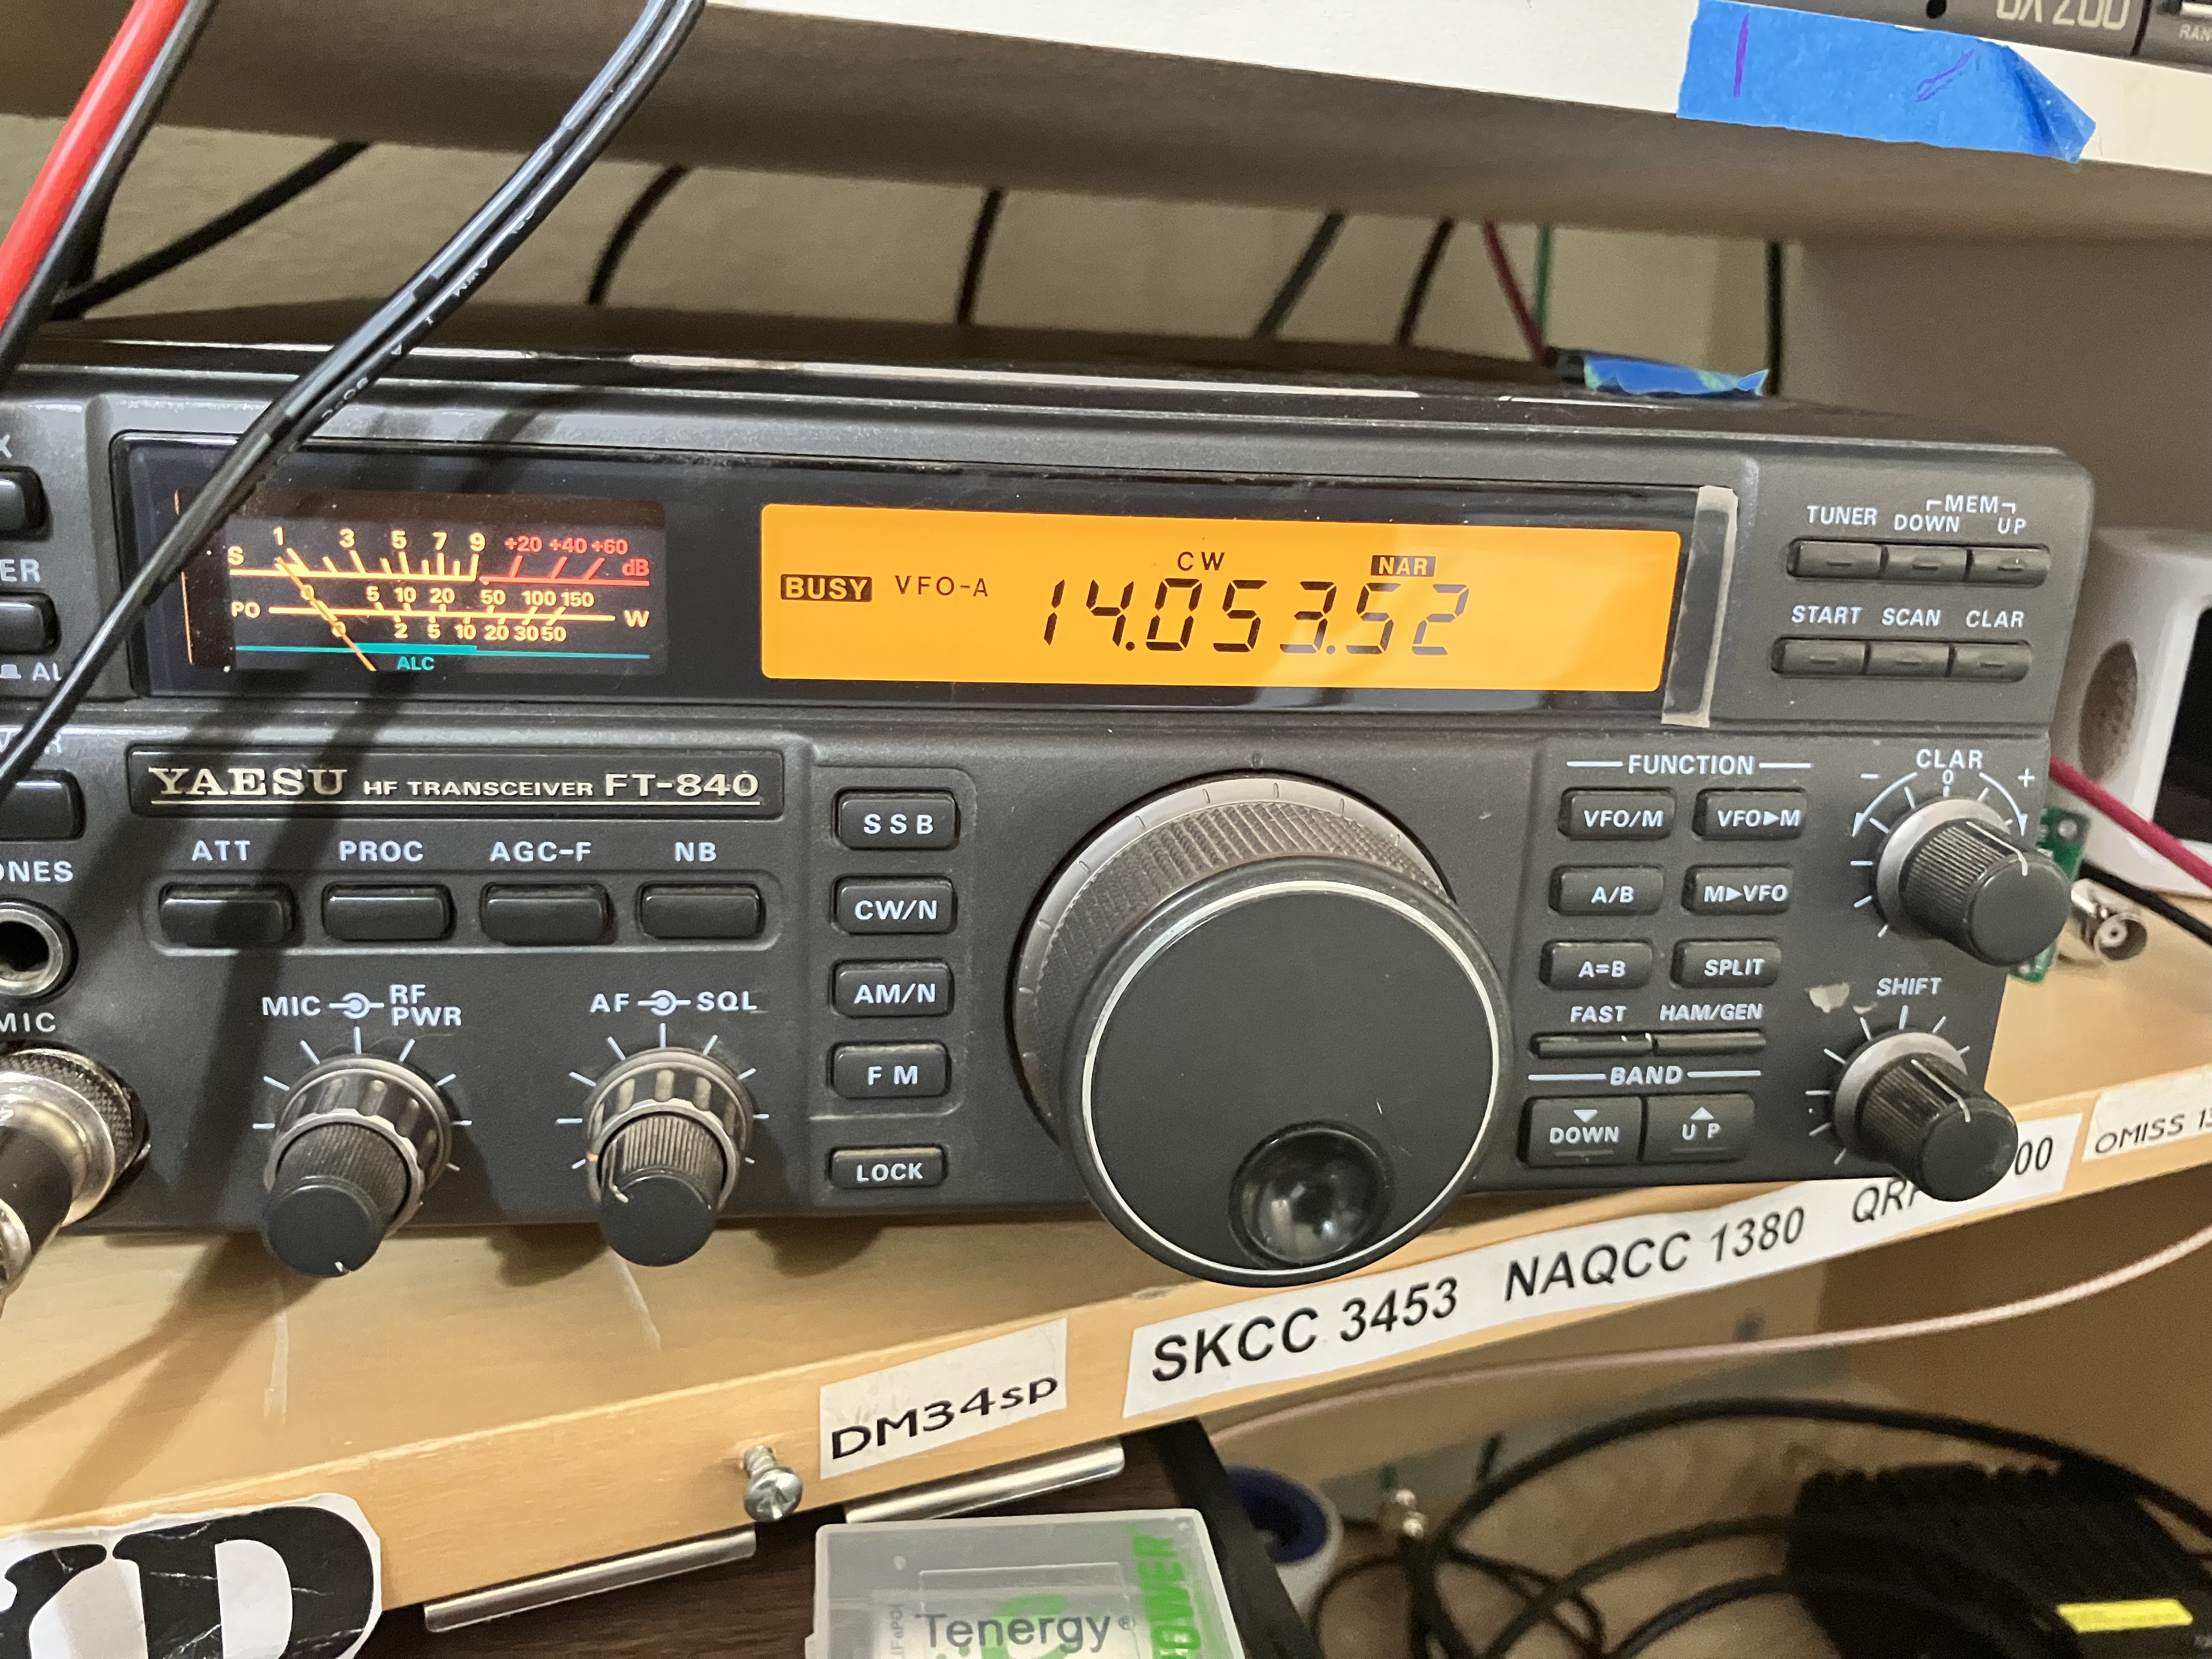 RAN
S 1 3 5 7 9 +20 +40 +60 dB
PO 0 5 10 20 50 100 150 W
0 2 5 10 20 30 50
ALC
BUSY VFO-A CW NAR
14.053.52
TUNER DOWN MEM UP
START SCAN CLAR
YAESU HF TRANSCEIVER FT-840
ATT PROC AGC-F NB
MIC RF PWR
AF SQL
MIC
SSB
CW/N
AM/N
FM
LOCK
FUNCTION
VFO/M VFO▶M
A/B M▶VFO
A=B SPLIT
FAST HAM/GEN
BAND
DOWN UP
CLAR
- 0 +
SHIFT
DM34sp
SKCC 3453 NAQCC 1380
00
OMISS
Tenergy®